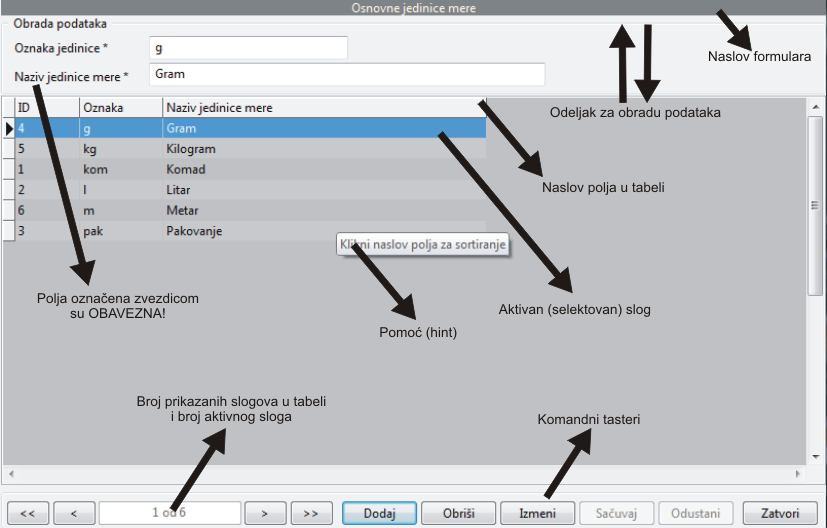 Osnovne jedinice mere
Obrada podataka
Oznaka jedinice * g
Naziv jedinice mere * Gram
Naslov formulara
Odeljak za obradu podataka
ID Oznaka Naziv jedinice mere
4 g Gram
5 kg Kilogram
1 kom Komad
2 l Litar
6 m Metar
3 pak Pakovanje
Naslov polja u tabeli
Klikni naslov polja za sortiranje
Polja označena zvezdicom
su OBAVEZNA!
Aktivan (selektovan) slog
Pomoć (hint)
Broj prikazanih slogova u tabeli
i broj aktivnog sloga
Komandni tasteri
<< < 1 od 6 > >> Dodaj Obriši Izmeni Sačuvaj Odustani Zatvori